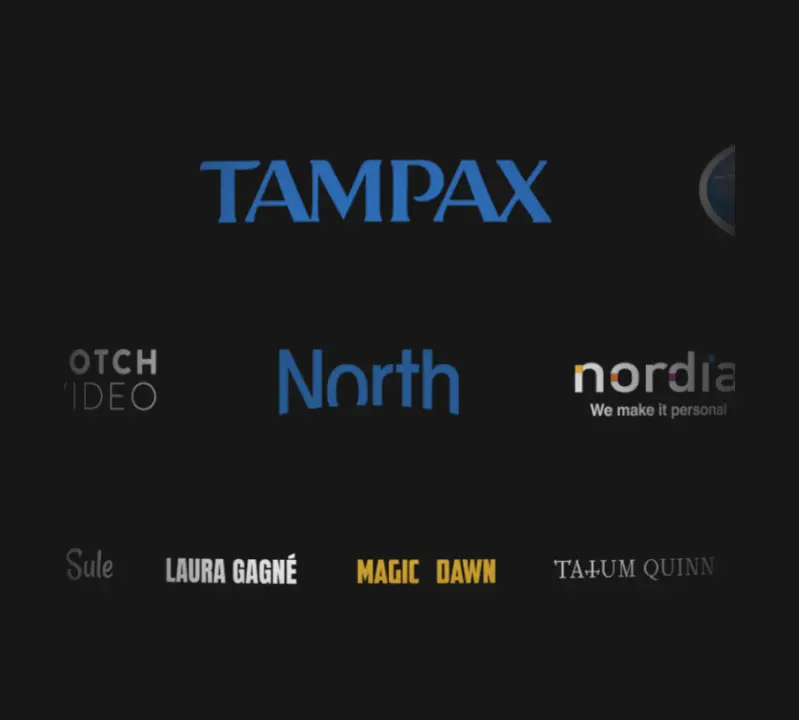 TAMPAX
OTCH
IDEO
North
nordia
We make it personal
Sule
LAURA GAGNÉ
MAGIC DAWN
TATUM QUINN